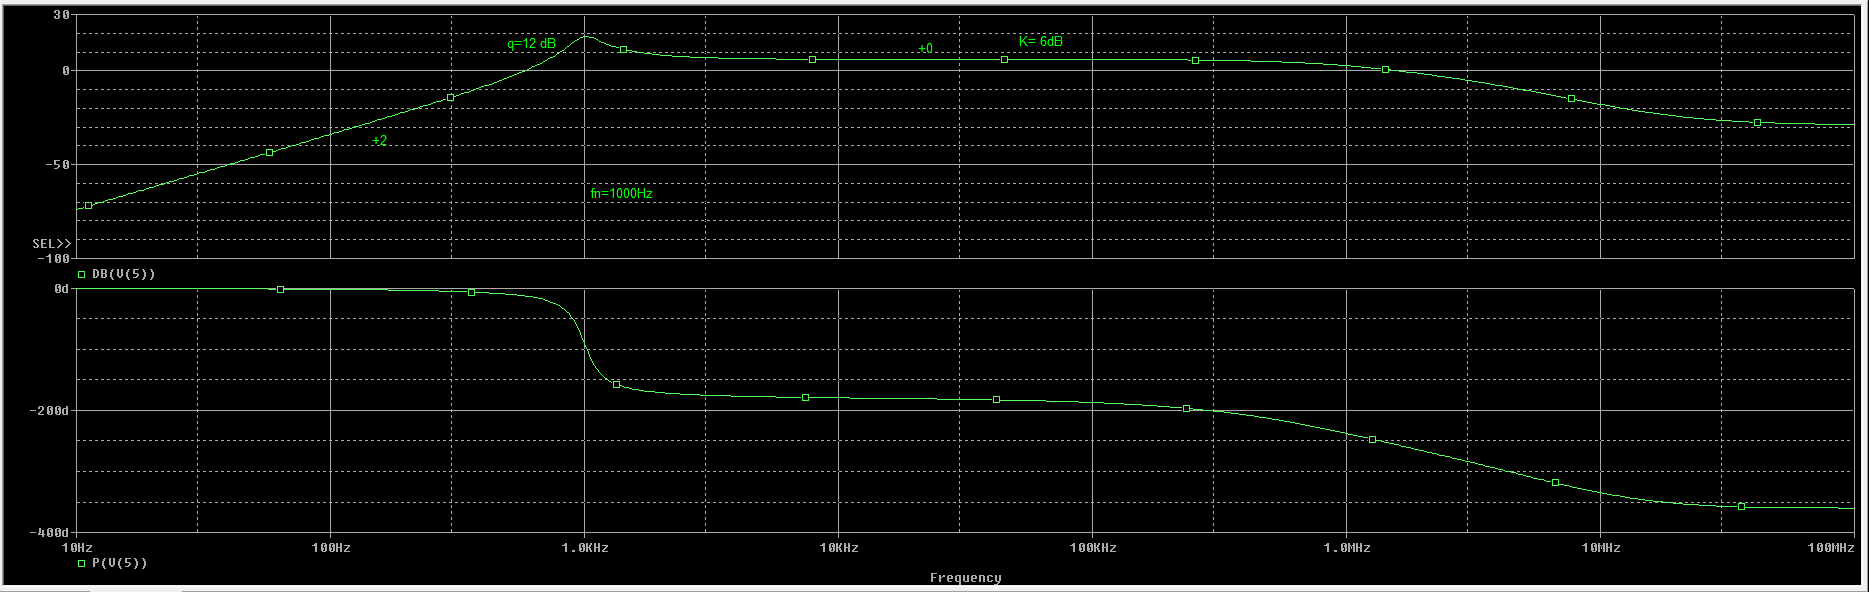 30
q=12 dB
+0
K= 6dB
0
+2
-50
fn=1000Hz
SEL>>
-100
DB(V(5))
0d
-200d
-400d
10Hz 100Hz 1.0KHz 10KHz 100KHz 1.0MHz 10MHz 100MHz
P(V(5))
Frequency